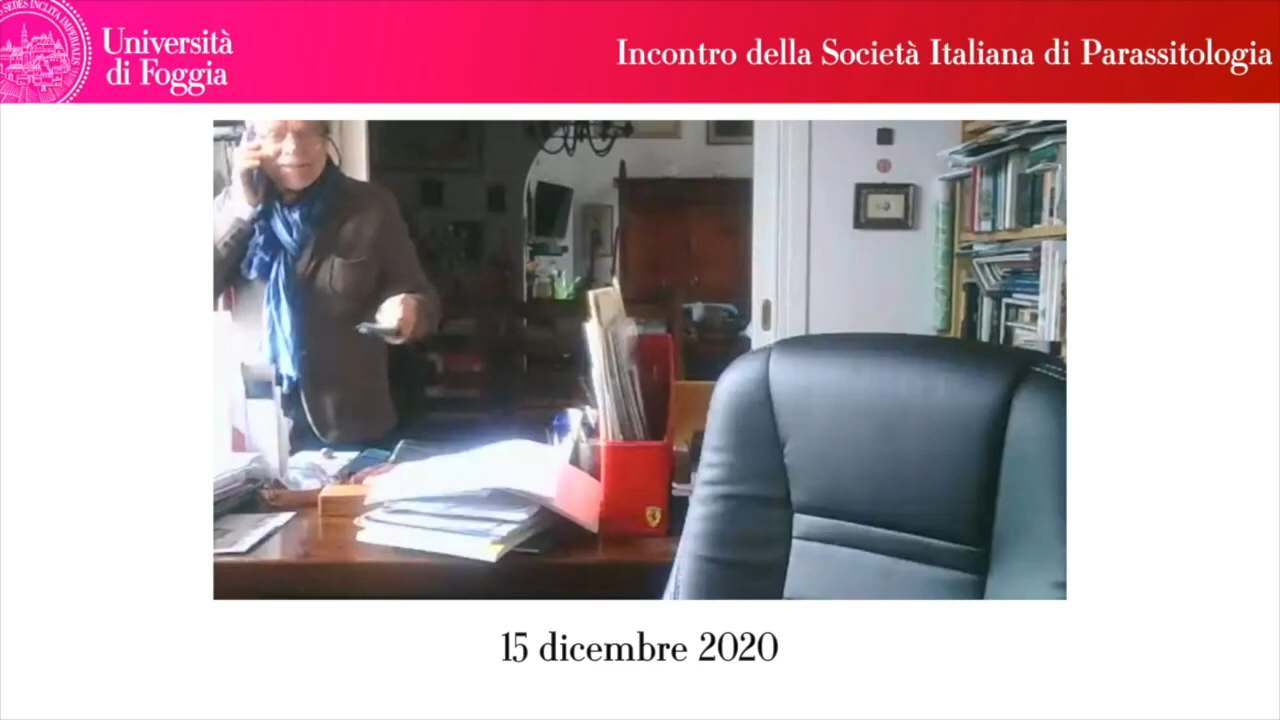 Università
di Foggia
Incontro della Società Italiana di Parassitologia
15 dicembre 2020